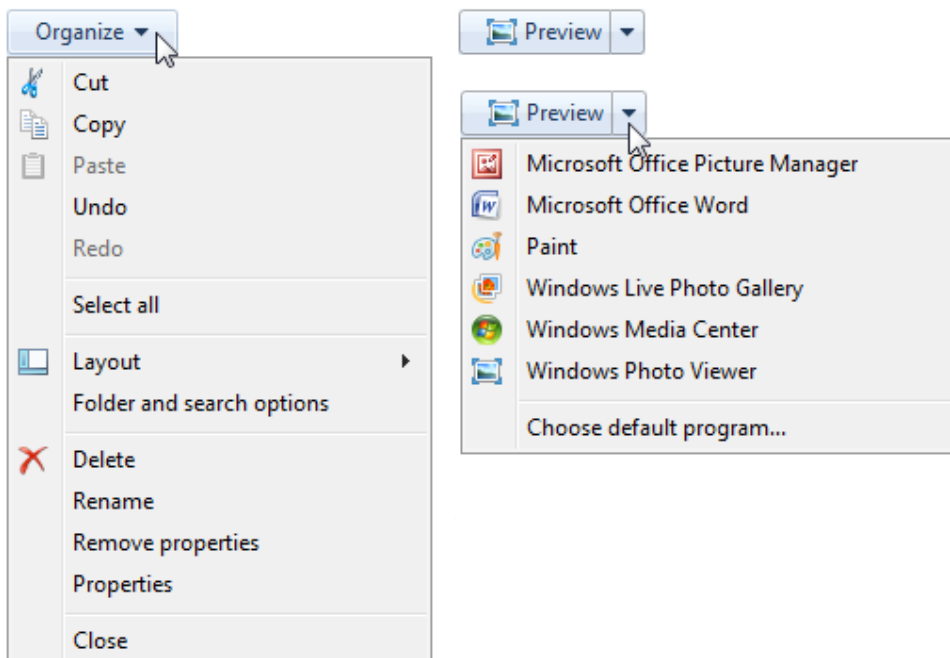 Organize
Cut
Copy
Paste
Undo
Redo
Select all
Layout
Folder and search options
Delete
Rename
Remove properties
Properties
Close
Preview
Preview
Microsoft Office Picture Manager
Microsoft Office Word
Paint
Windows Live Photo Gallery
Windows Media Center
Windows Photo Viewer
Choose default program...